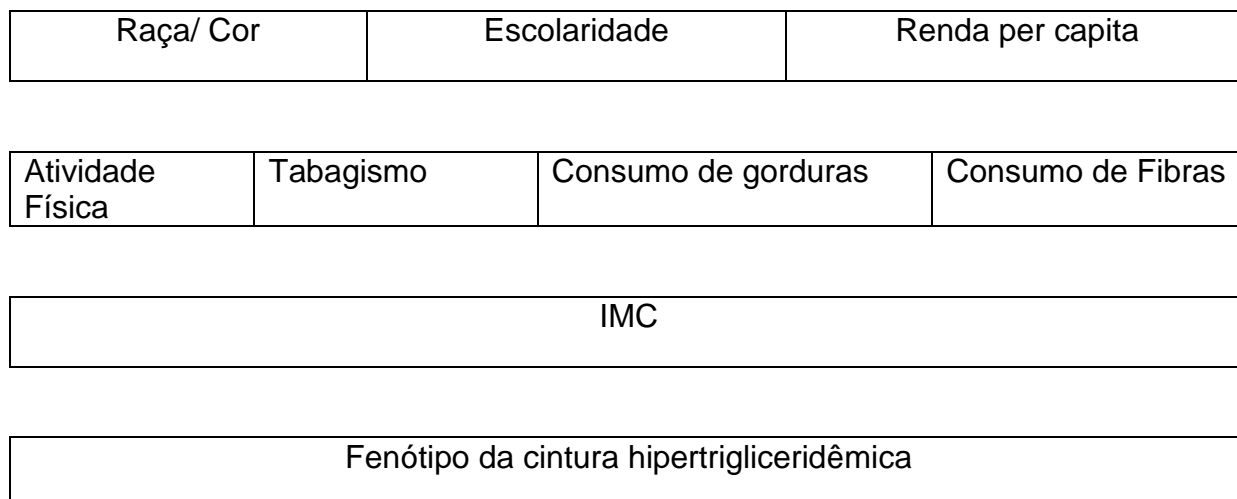 Raça/ Cor Escolaridade Renda per capita
Atividade Física Tabagismo Consumo de gorduras Consumo de Fibras
IMC
Fenótipo da cintura hipertrigliceridêmica